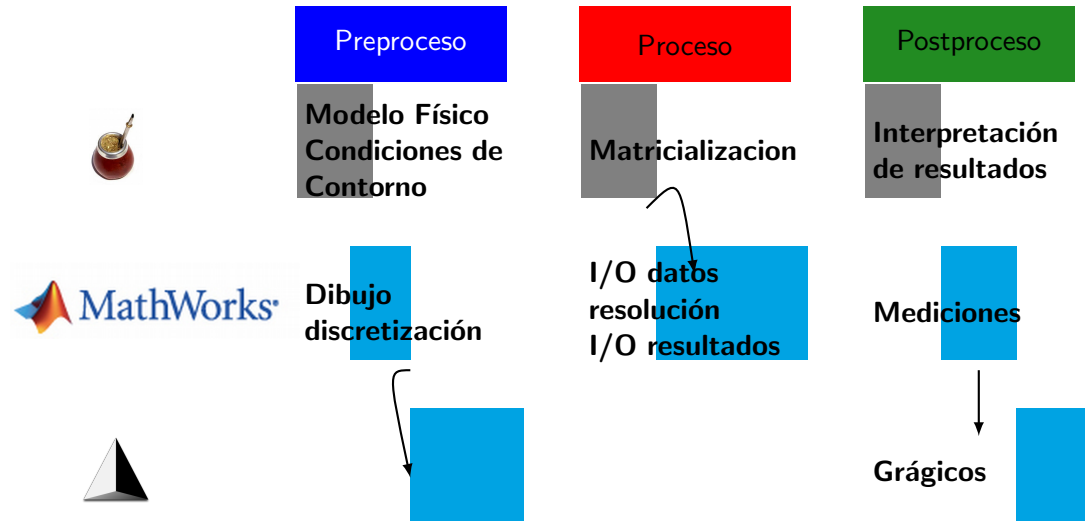 Preproceso
Proceso
Postproceso
Modelo Físico
Condiciones de
Contorno
Matricializacion
Interpretación
de resultados
MathWorks
Dibujo
discretización
I/O datos
resolución
I/O resultados
Mediciones
Grágicos